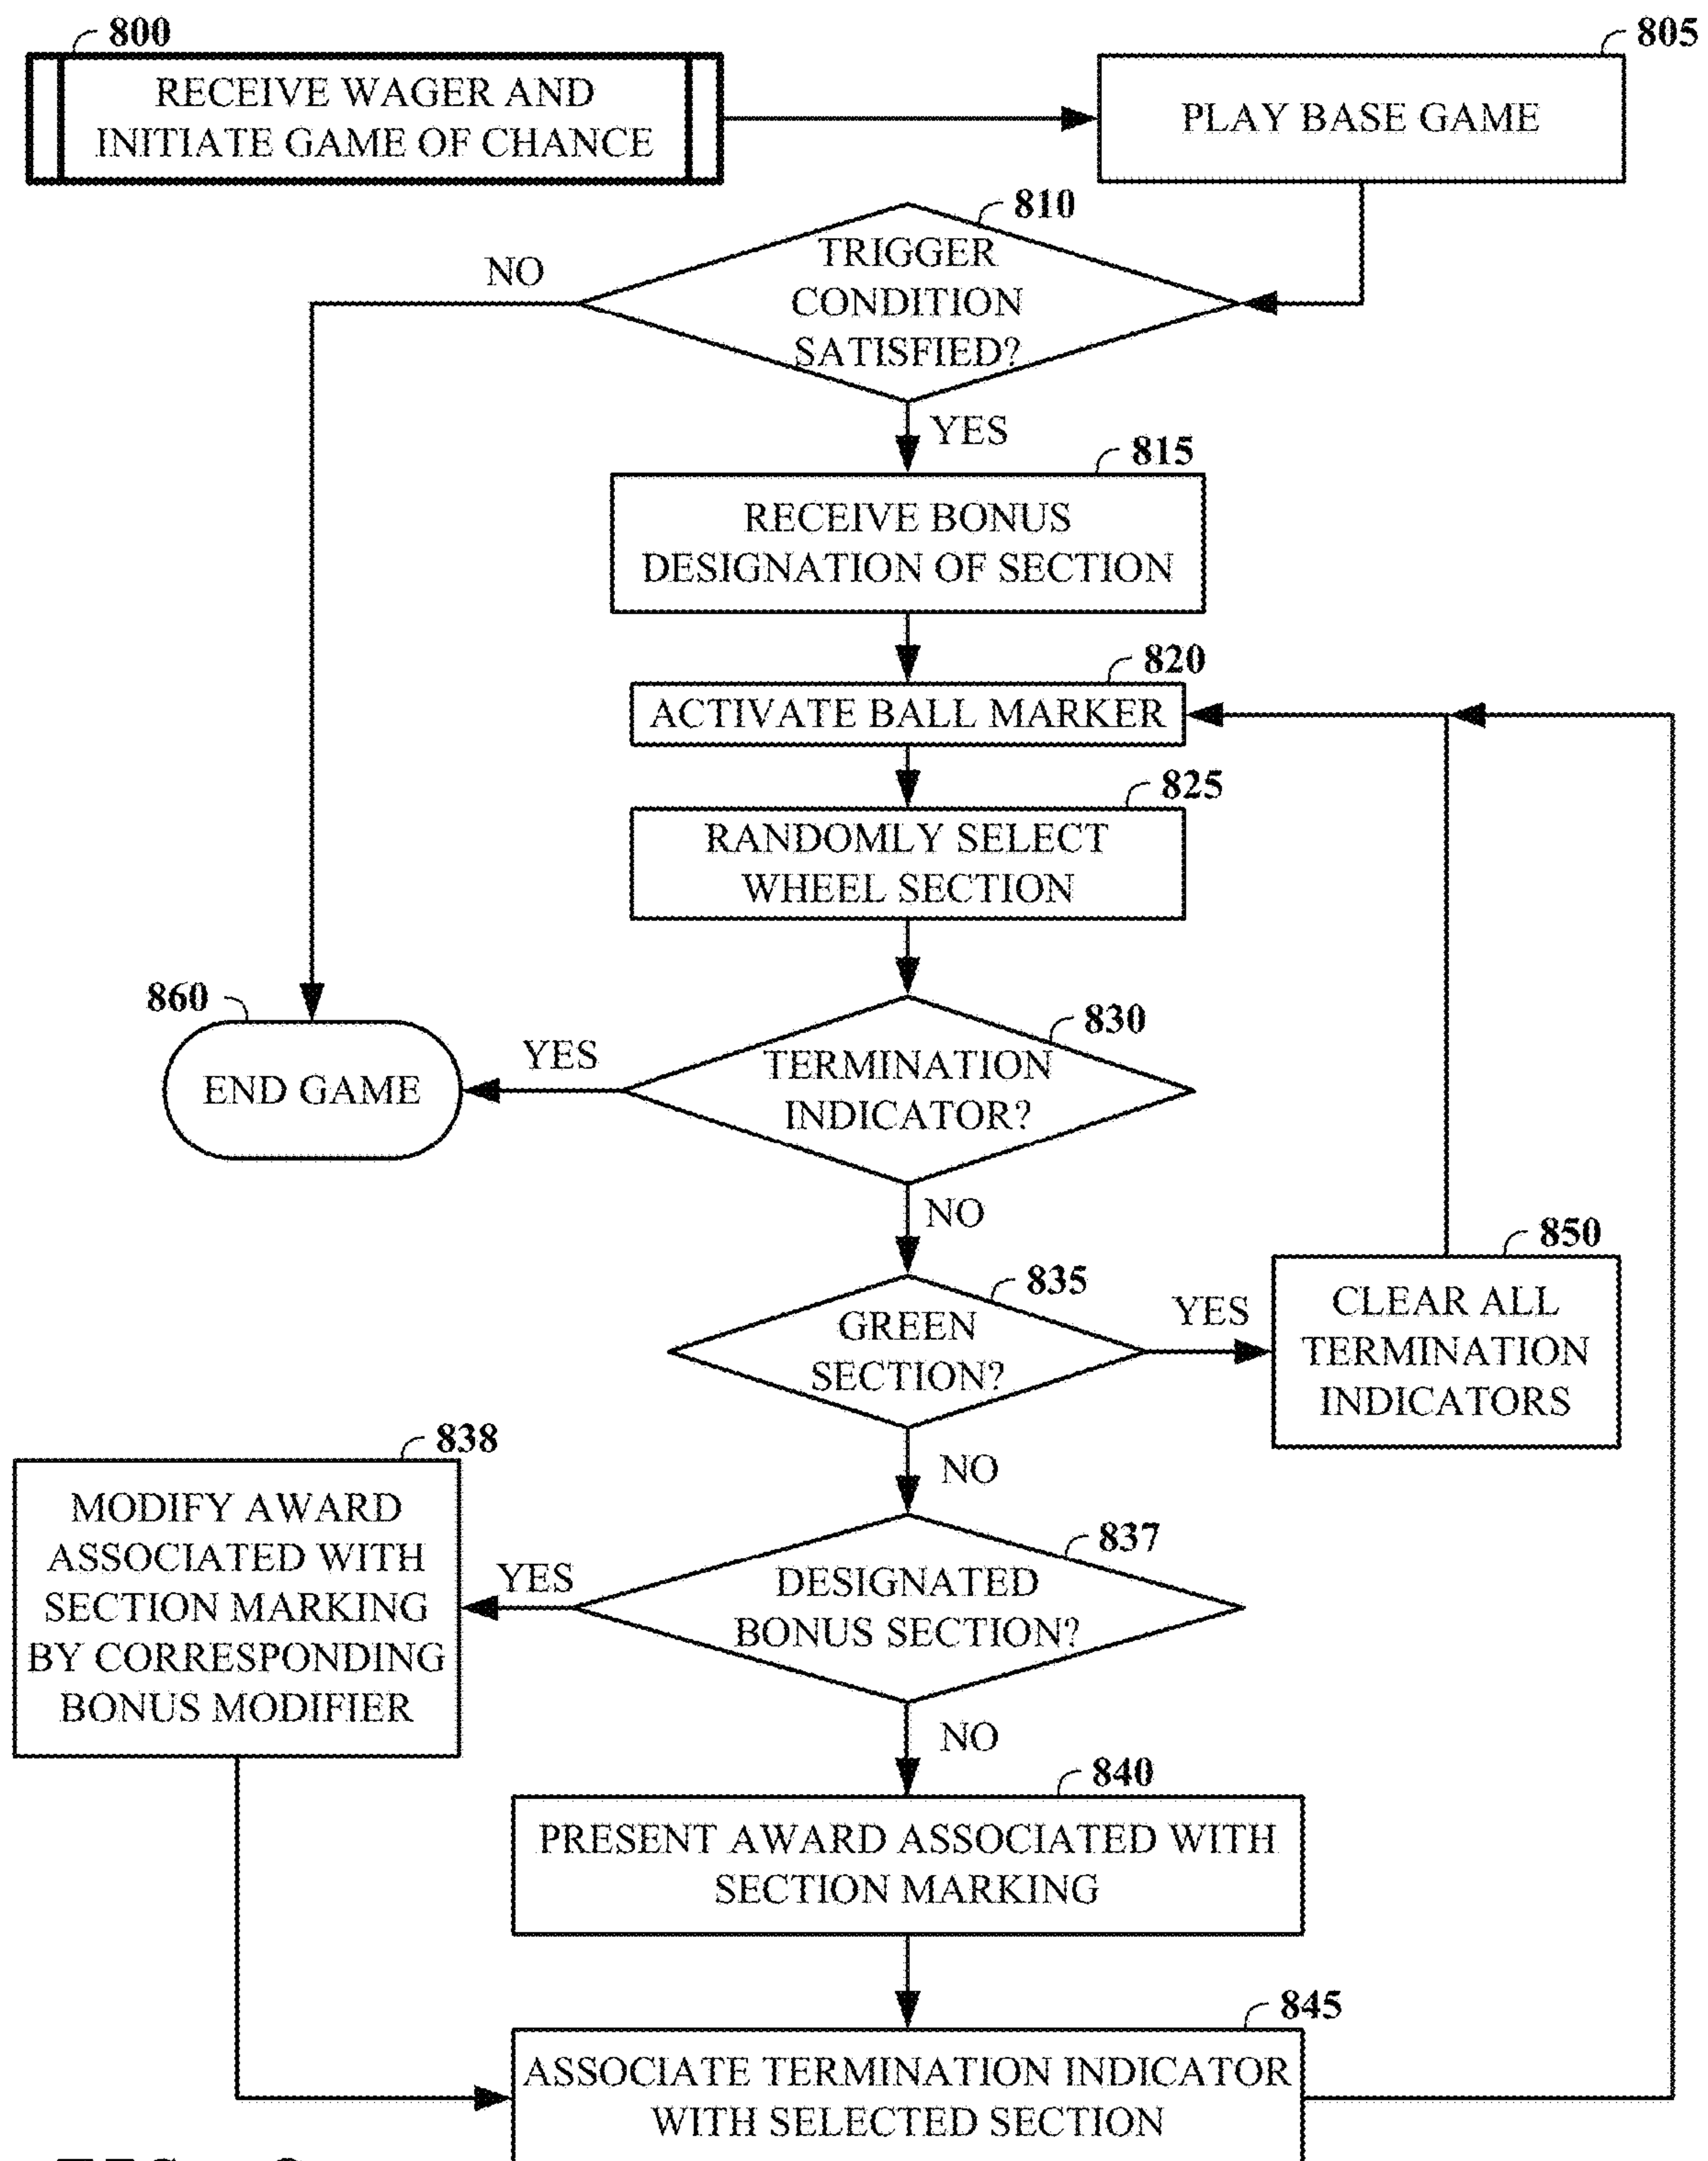 800
RECEIVE WAGER AND
INITIATE GAME OF CHANCE
805
PLAY BASE GAME
810
TRIGGER
CONDITION
SATISFIED?
NO
YES
815
RECEIVE BONUS
DESIGNATION OF SECTION
820
ACTIVATE BALL MARKER
825
RANDOMLY SELECT
WHEEL SECTION
830
TERMINATION
INDICATOR?
YES
860
END GAME
NO
835
GREEN
SECTION?
YES
850
CLEAR ALL
TERMINATION
INDICATORS
NO
837
DESIGNATED
BONUS SECTION?
YES
838
MODIFY AWARD
ASSOCIATED WITH
SECTION MARKING
BY CORRESPONDING
BONUS MODIFIER
NO
840
PRESENT AWARD ASSOCIATED WITH
SECTION MARKING
845
ASSOCIATE TERMINATION INDICATOR
WITH SELECTED SECTION